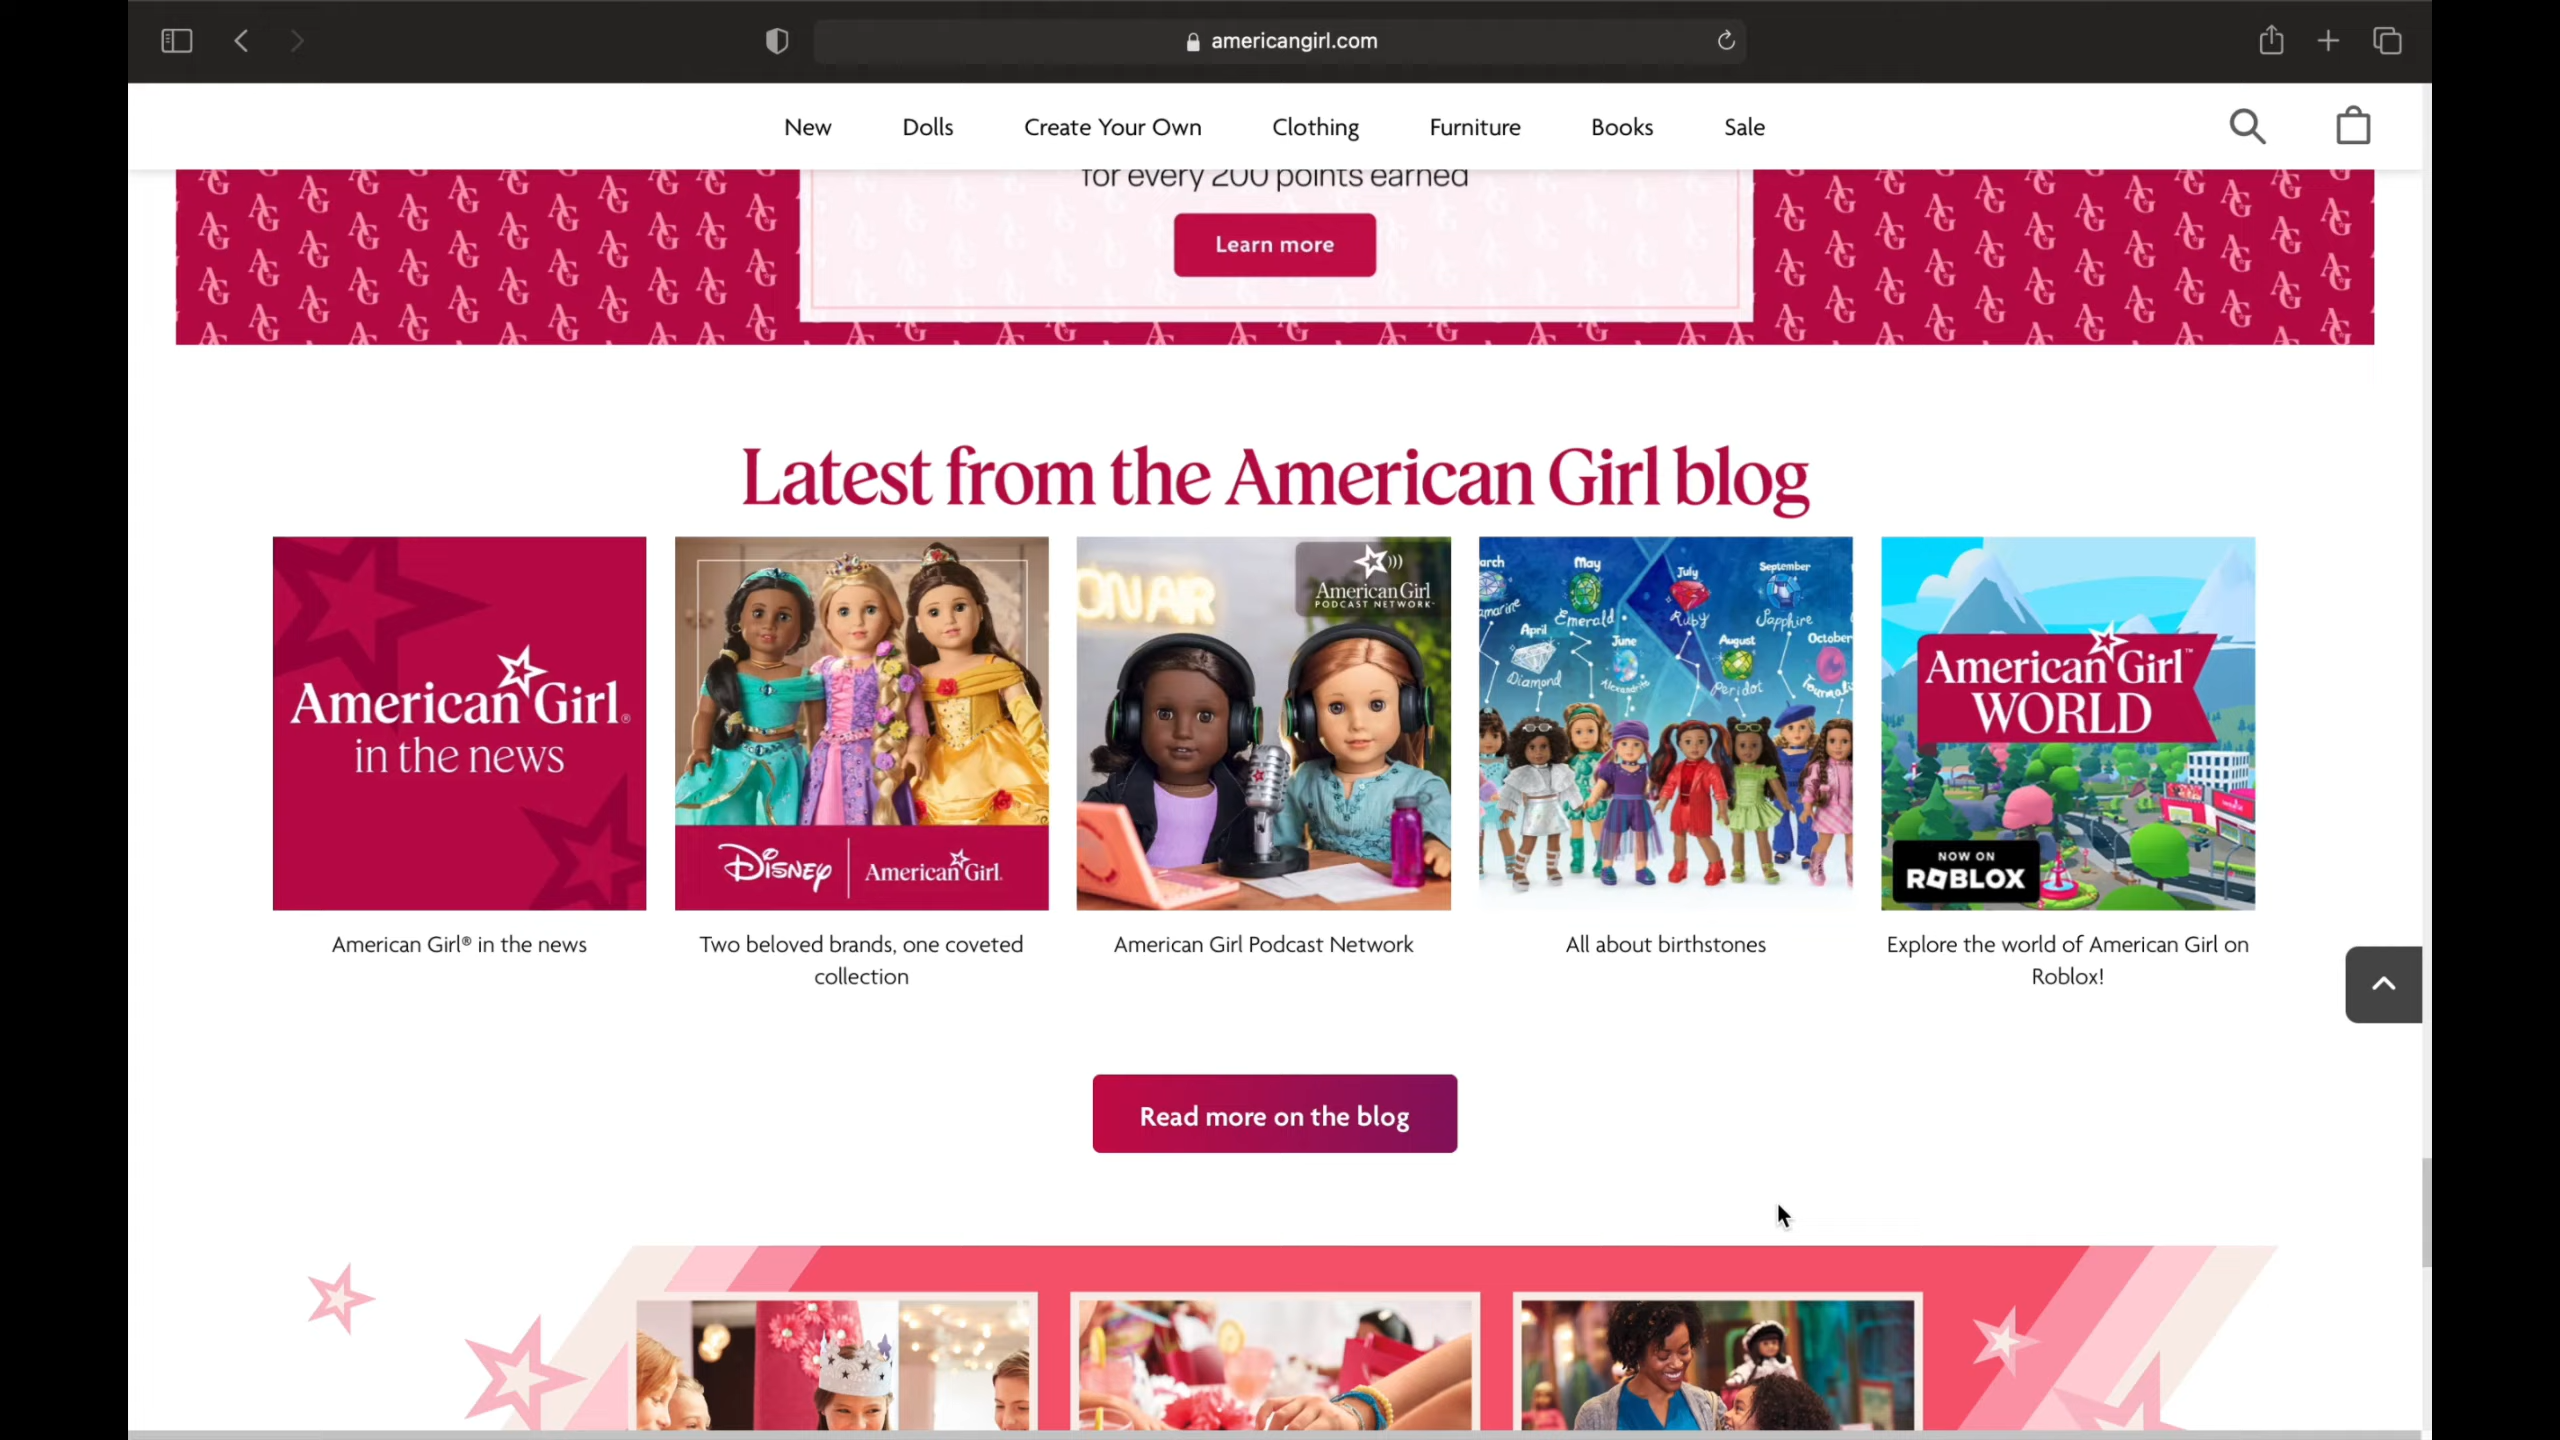 americangirl.com
New Dolls Create Your Own Clothing Furniture Books Sale
for every 200 points earned
Learn more
Latest from the American Girl blog
American Girl®
in the news
DISNEY American Girl.
ON AIR
American Girl
PODCAST NETWORK
arch May July September
amarine Emerald Ruby Sapphire
April June August October
Diamond Alexandrite Peridot Tourmali
American Girl™
WORLD
NOW ON
ROBLOX
American Girl® in the news
Two beloved brands, one coveted
collection
American Girl Podcast Network
All about birthstones
Explore the world of American Girl on
Roblox!
Read more on the blog